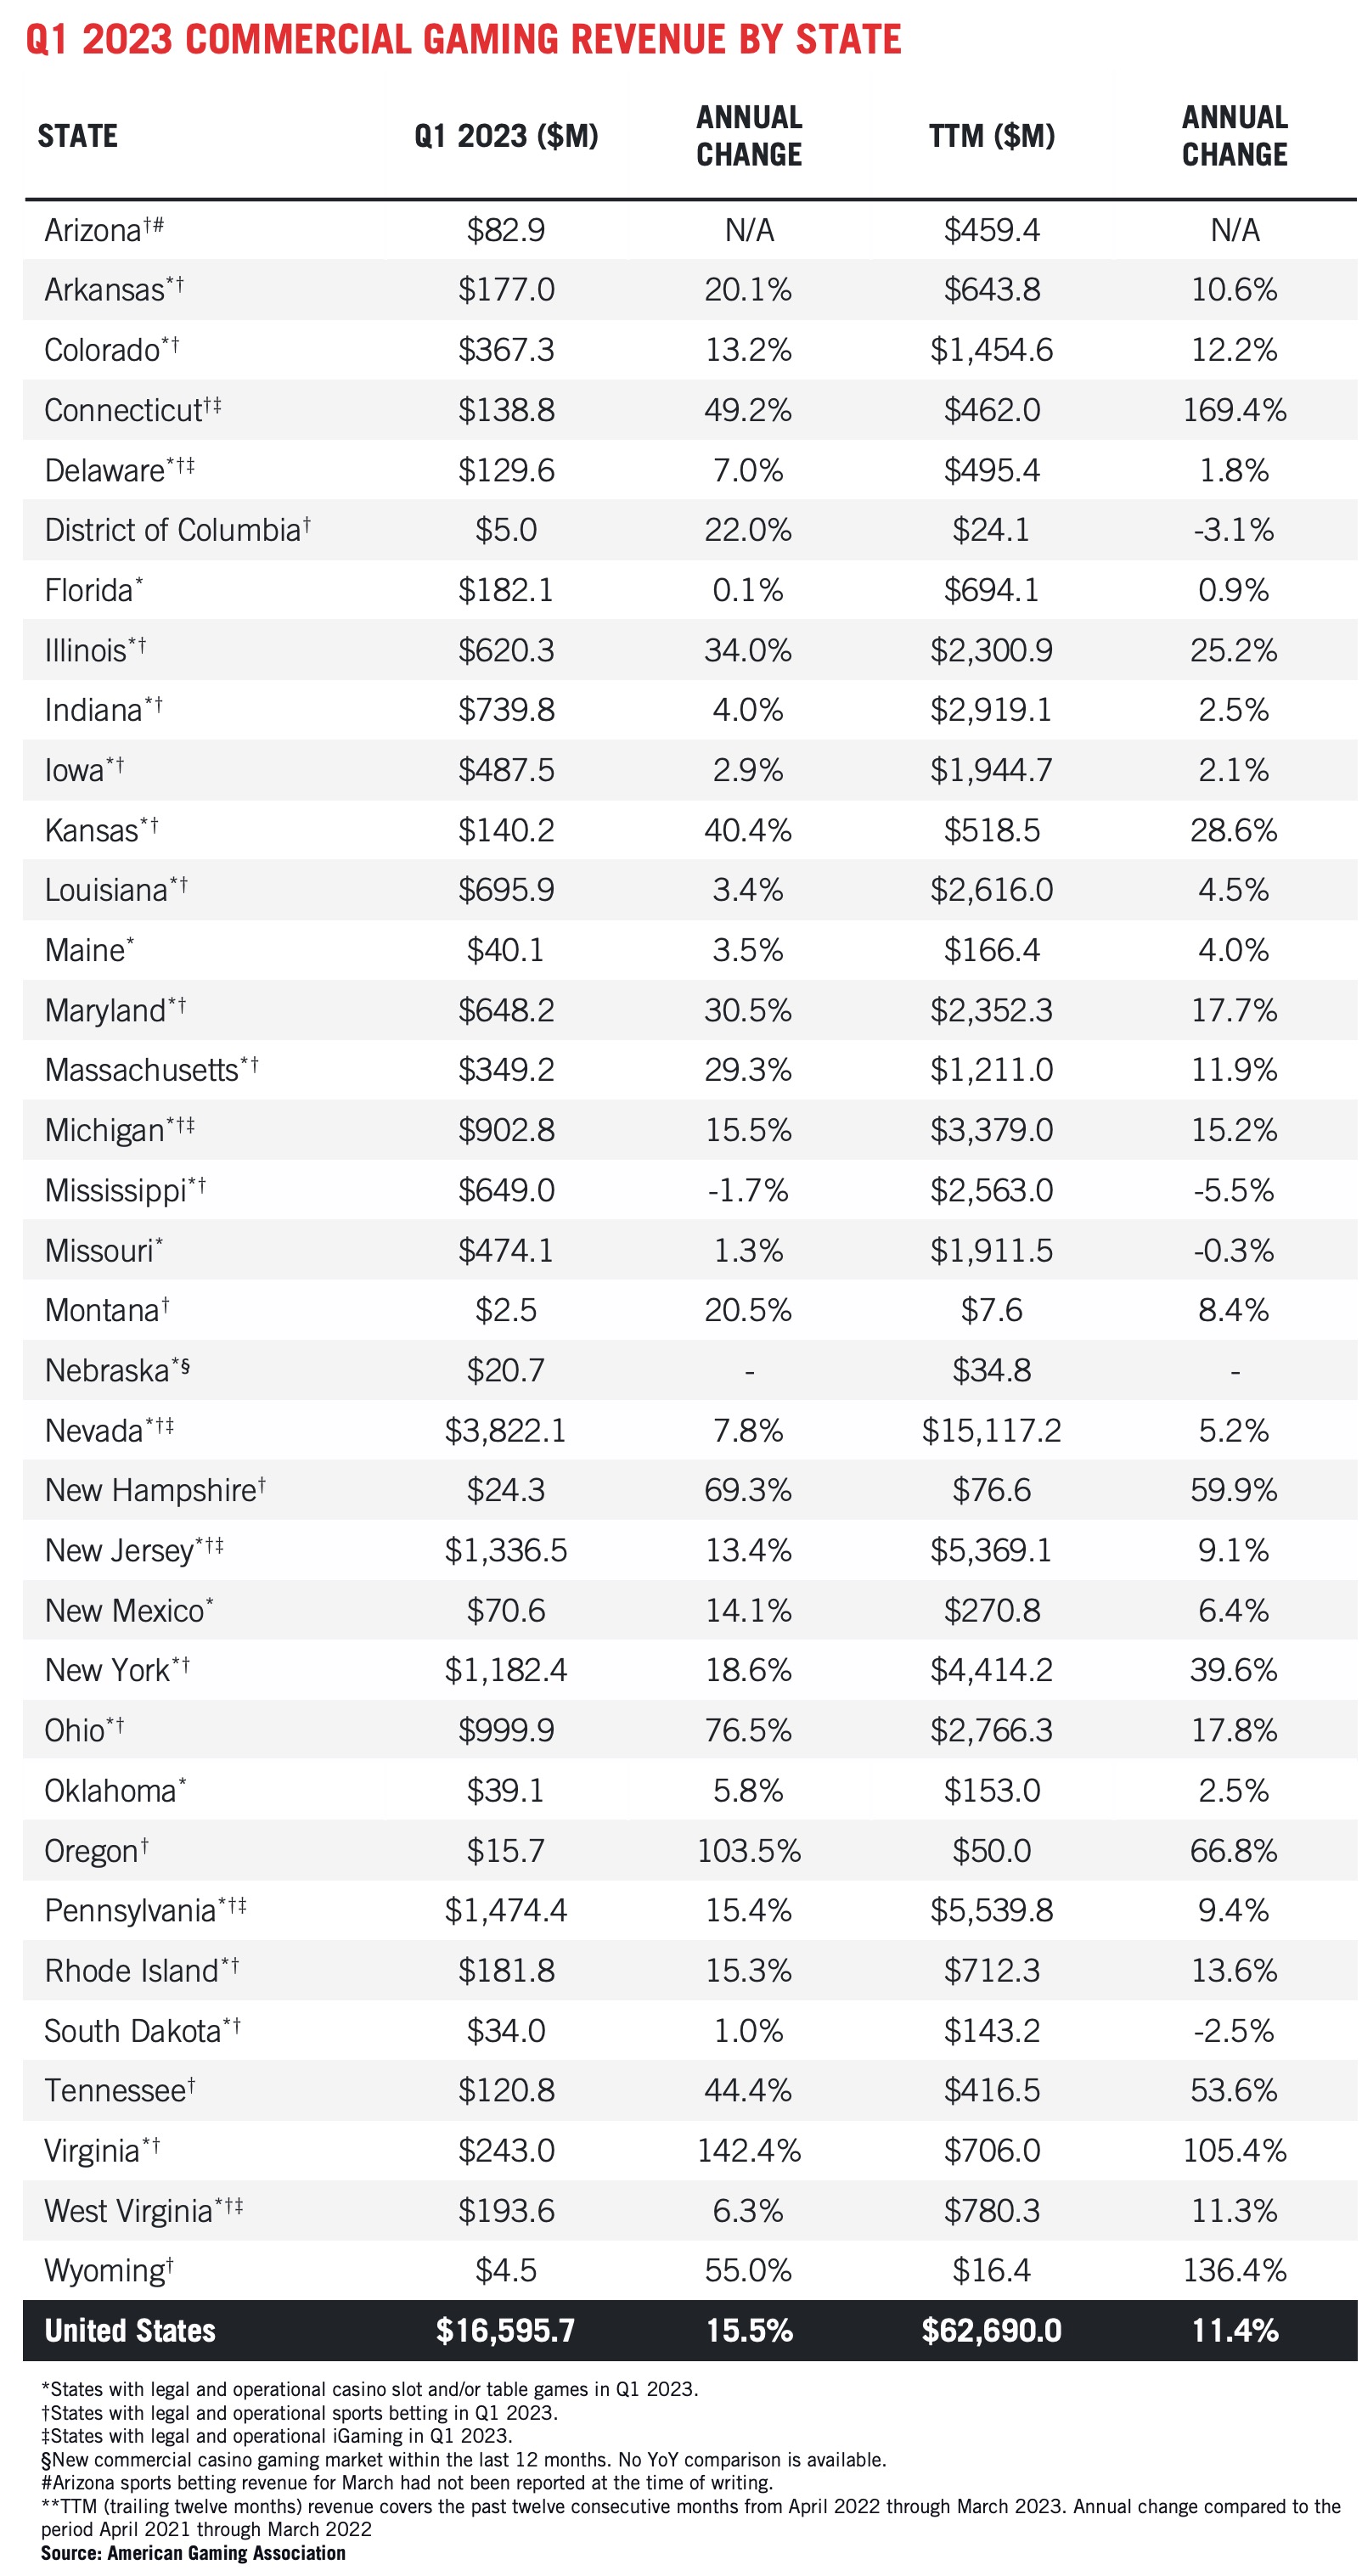 Q1 2023 COMMERCIAL GAMING REVENUE BY STATE
STATE Q1 2023 ($M) ANNUAL CHANGE TTM ($M) ANNUAL CHANGE
Arizona†# $82.9 N/A $459.4 N/A
Arkansas*† $177.0 20.1% $643.8 10.6%
Colorado*† $367.3 13.2% $1,454.6 12.2%
Connecticut†‡ $138.8 49.2% $462.0 169.4%
Delaware*†‡ $129.6 7.0% $495.4 1.8%
District of Columbia† $5.0 22.0% $24.1 -3.1%
Florida* $182.1 0.1% $694.1 0.9%
Illinois*† $620.3 34.0% $2,300.9 25.2%
Indiana*† $739.8 4.0% $2,919.1 2.5%
Iowa*† $487.5 2.9% $1,944.7 2.1%
Kansas*† $140.2 40.4% $518.5 28.6%
Louisiana*† $695.9 3.4% $2,616.0 4.5%
Maine* $40.1 3.5% $166.4 4.0%
Maryland*† $648.2 30.5% $2,352.3 17.7%
Massachusetts*† $349.2 29.3% $1,211.0 11.9%
Michigan*†‡ $902.8 15.5% $3,379.0 15.2%
Mississippi*† $649.0 -1.7% $2,563.0 -5.5%
Missouri* $474.1 1.3% $1,911.5 -0.3%
Montana† $2.5 20.5% $7.6 8.4%
Nebraska*§ $20.7 - $34.8 -
Nevada*†‡ $3,822.1 7.8% $15,117.2 5.2%
New Hampshire† $24.3 69.3% $76.6 59.9%
New Jersey*†‡ $1,336.5 13.4% $5,369.1 9.1%
New Mexico* $70.6 14.1% $270.8 6.4%
New York*† $1,182.4 18.6% $4,414.2 39.6%
Ohio*† $999.9 76.5% $2,766.3 17.8%
Oklahoma* $39.1 5.8% $153.0 2.5%
Oregon† $15.7 103.5% $50.0 66.8%
Pennsylvania*†‡ $1,474.4 15.4% $5,539.8 9.4%
Rhode Island*† $181.8 15.3% $712.3 13.6%
South Dakota*† $34.0 1.0% $143.2 -2.5%
Tennessee† $120.8 44.4% $416.5 53.6%
Virginia*† $243.0 142.4% $706.0 105.4%
West Virginia*†‡ $193.6 6.3% $780.3 11.3%
Wyoming† $4.5 55.0% $16.4 136.4%
United States $16,595.7 15.5% $62,690.0 11.4%
*States with legal and operational casino slot and/or table games in Q1 2023.
†States with legal and operational sports betting in Q1 2023.
‡States with legal and operational iGaming in Q1 2023.
§New commercial casino gaming market within the last 12 months. No YoY comparison is available.
#Arizona sports betting revenue for March had not been reported at the time of writing.
**TTM (trailing twelve months) revenue covers the past twelve consecutive months from April 2022 through March 2023. Annual change compared to the
period April 2021 through March 2022
Source: American Gaming Association